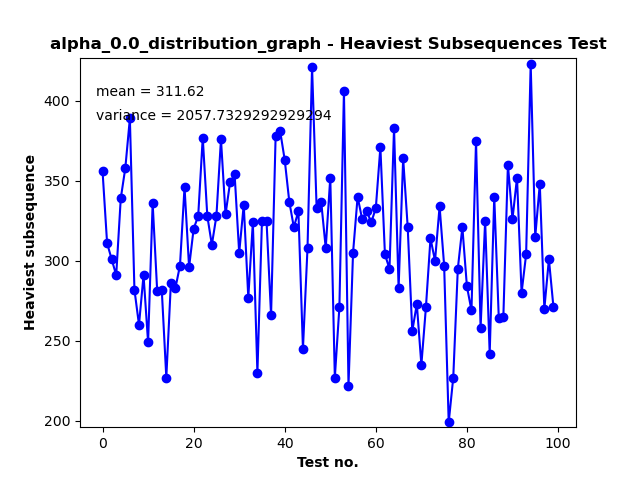 alpha_0.0_distribution_graph - Heaviest Subsequences Test
mean = 311.62
variance = 2057.7329292929294
Heaviest subsequence
400
350
300
250
200
0 20 40 60 80 100
Test no.